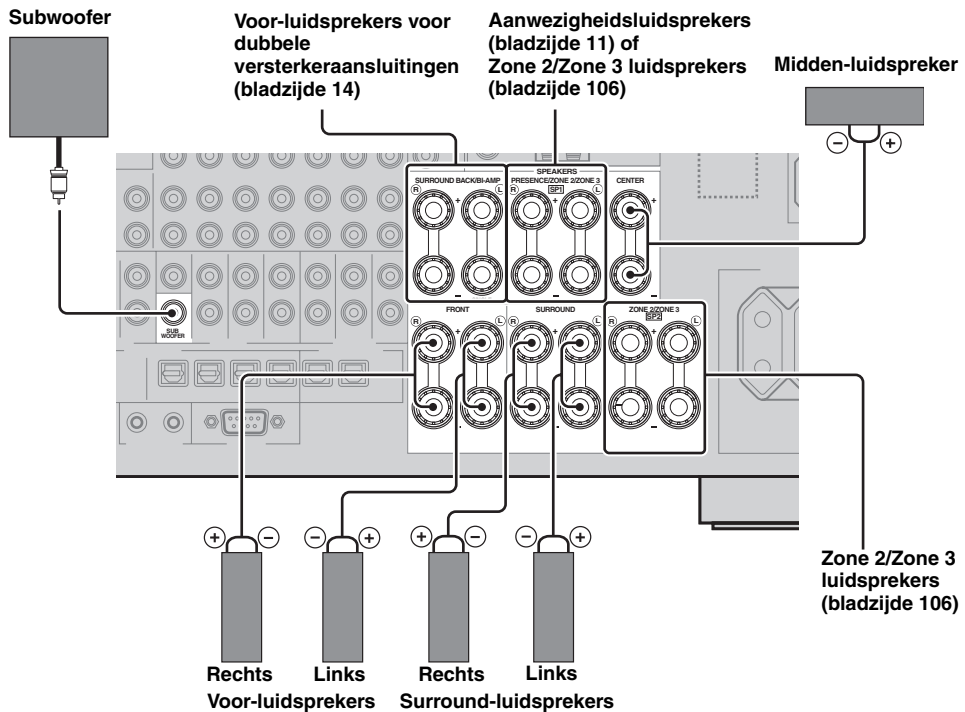 Subwoofer
Voor-luidsprekers voor
dubbele
versterkeraansluitingen
(bladzijde 14)
Aanwezigheidsluidsprekers
(bladzijde 11) of
Zone 2/Zone 3 luidsprekers
(bladzijde 106)
Midden-luidspreker
− +
SPEAKERS
SURROUND BACK/BI-AMP
PRESENCE/ZONE 2/ZONE 3
CENTER
R + L
R SP1 + L
+
−
−
−
SUB
WOOFER
FRONT
SURROUND
ZONE 2/ZONE 3
R + L
R + L
R SP2 + L
−
−
−
+ −
− +
+ −
− +
Rechts
Links
Rechts
Links
Voor-luidsprekers
Surround-luidsprekers
Zone 2/Zone 3
luidsprekers
(bladzijde 106)